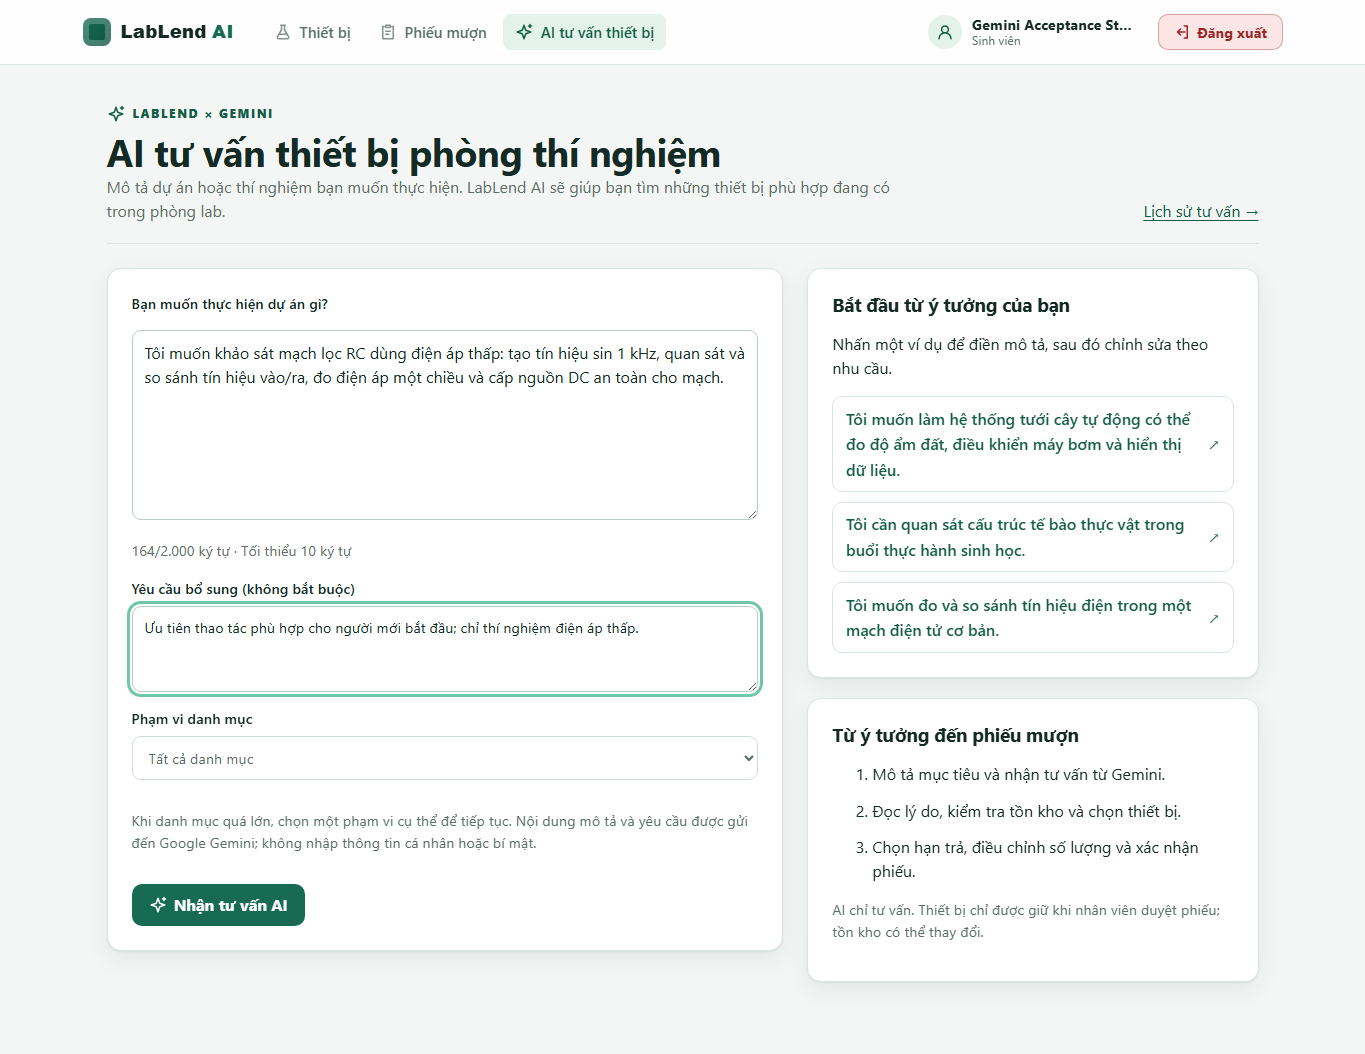 LabLend AI
Thiết bị
Phiếu mượn
AI tư vấn thiết bị
Gemini Acceptance St...
Sinh viên
Đăng xuất
LABLEND × GEMINI
AI tư vấn thiết bị phòng thí nghiệm
Mô tả dự án hoặc thí nghiệm bạn muốn thực hiện. LabLend AI sẽ giúp bạn tìm những thiết bị phù hợp đang có
trong phòng lab.
Lịch sử tư vấn →
Bạn muốn thực hiện dự án gì?
Tôi muốn khảo sát mạch lọc RC dùng điện áp thấp: tạo tín hiệu sin 1 kHz, quan sát và
so sánh tín hiệu vào/ra, đo điện áp một chiều và cấp nguồn DC an toàn cho mạch.
164/2.000 ký tự · Tối thiểu 10 ký tự
Yêu cầu bổ sung (không bắt buộc)
Ưu tiên thao tác phù hợp cho người mới bắt đầu; chỉ thí nghiệm điện áp thấp.
Phạm vi danh mục
Tất cả danh mục
Khi danh mục quá lớn, chọn một phạm vi cụ thể để tiếp tục. Nội dung mô tả và yêu cầu được gửi
đến Google Gemini; không nhập thông tin cá nhân hoặc bí mật.
Nhận tư vấn AI
Bắt đầu từ ý tưởng của bạn
Nhấn một ví dụ để điền mô tả, sau đó chỉnh sửa theo
nhu cầu.
Tôi muốn làm hệ thống tưới cây tự động có thể
đo độ ẩm đất, điều khiển máy bơm và hiển thị
dữ liệu.
↗
Tôi cần quan sát cấu trúc tế bào thực vật trong
buổi thực hành sinh học.
↗
Tôi muốn đo và so sánh tín hiệu điện trong một
mạch điện tử cơ bản.
↗
Từ ý tưởng đến phiếu mượn
1. Mô tả mục tiêu và nhận tư vấn từ Gemini.
2. Đọc lý do, kiểm tra tồn kho và chọn thiết bị.
3. Chọn hạn trả, điều chỉnh số lượng và xác nhận
phiếu.
AI chỉ tư vấn. Thiết bị chỉ được giữ khi nhân viên duyệt phiếu;
tồn kho có thể thay đổi.